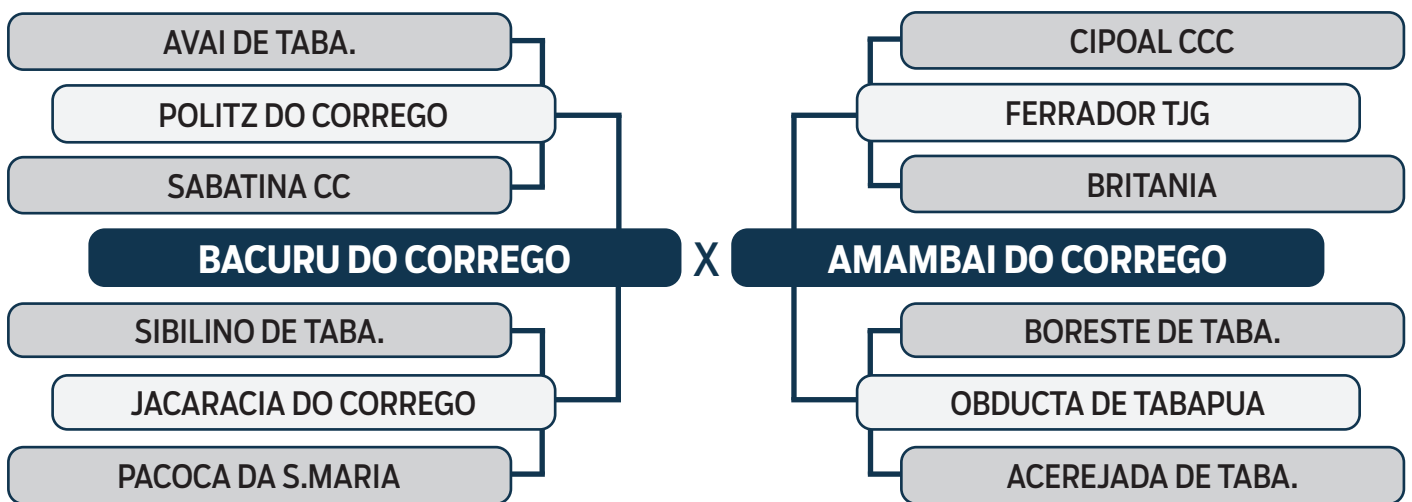 AVAI DE TABA.
POLITZ DO CORREGO
SABATINA CC
BACURU DO CORREGO
SIBILINO DE TABA.
JACARACIA DO CORREGO
PACOCA DA S.MARIA
X
CIPOAL CCC
FERRADOR TJG
BRITANIA
AMAMBAI DO CORREGO
BORESTE DE TABA.
OBDUCTA DE TABAPUA
ACEREJADA DE TABA.